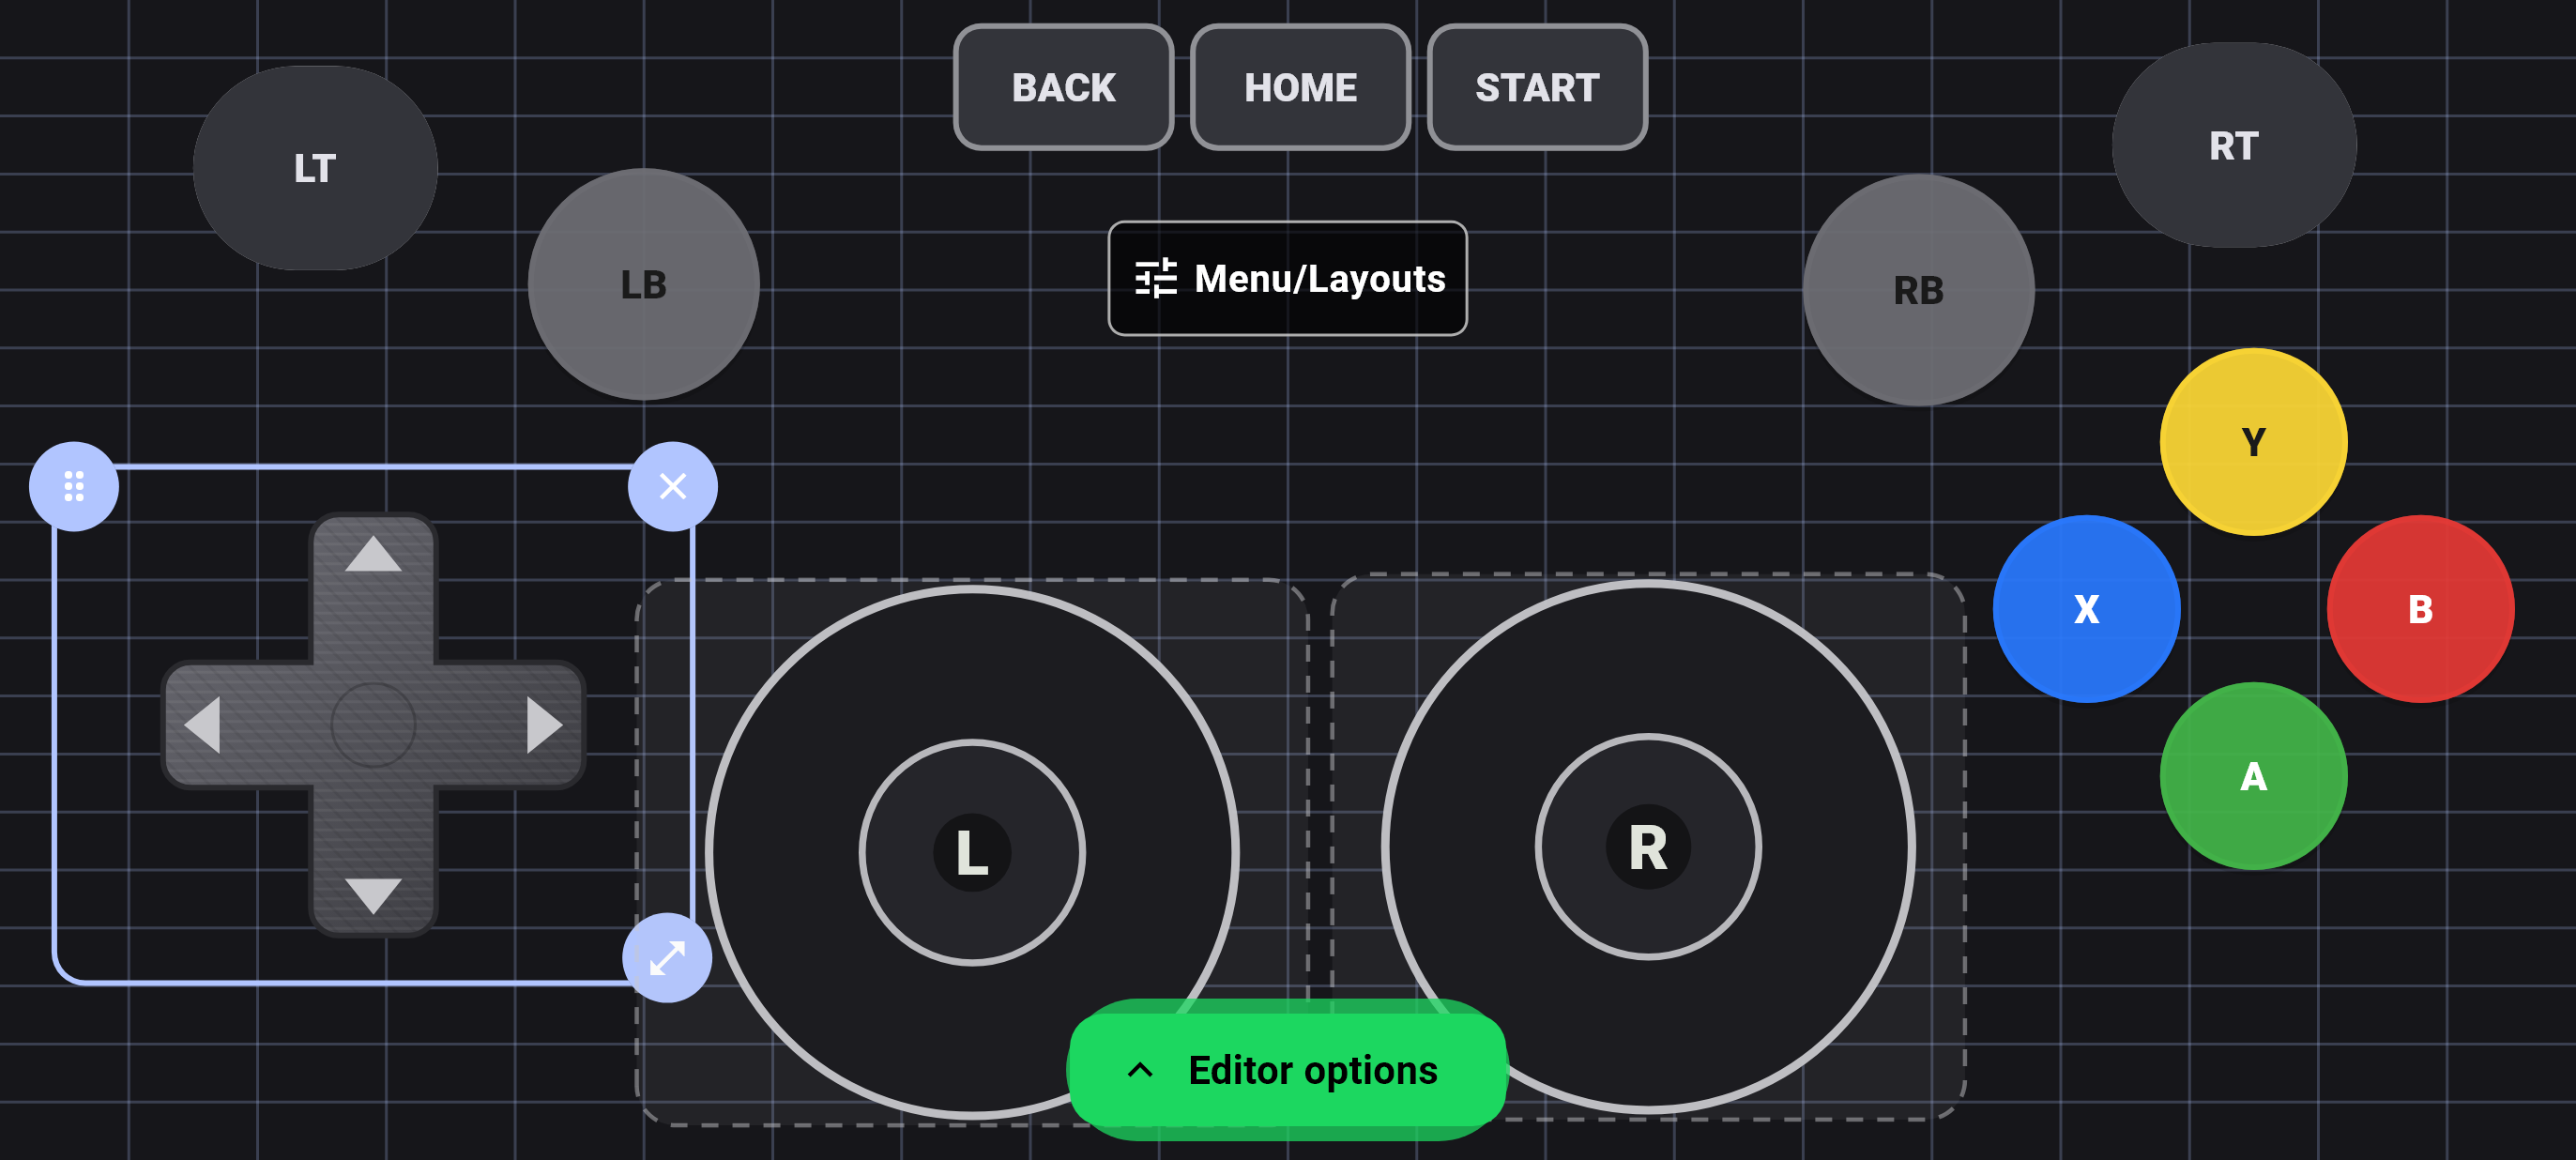 BACK
HOME
START
LT
RT
LB
Menu/Layouts
RB
Y
X
B
A
L
R
Editor options